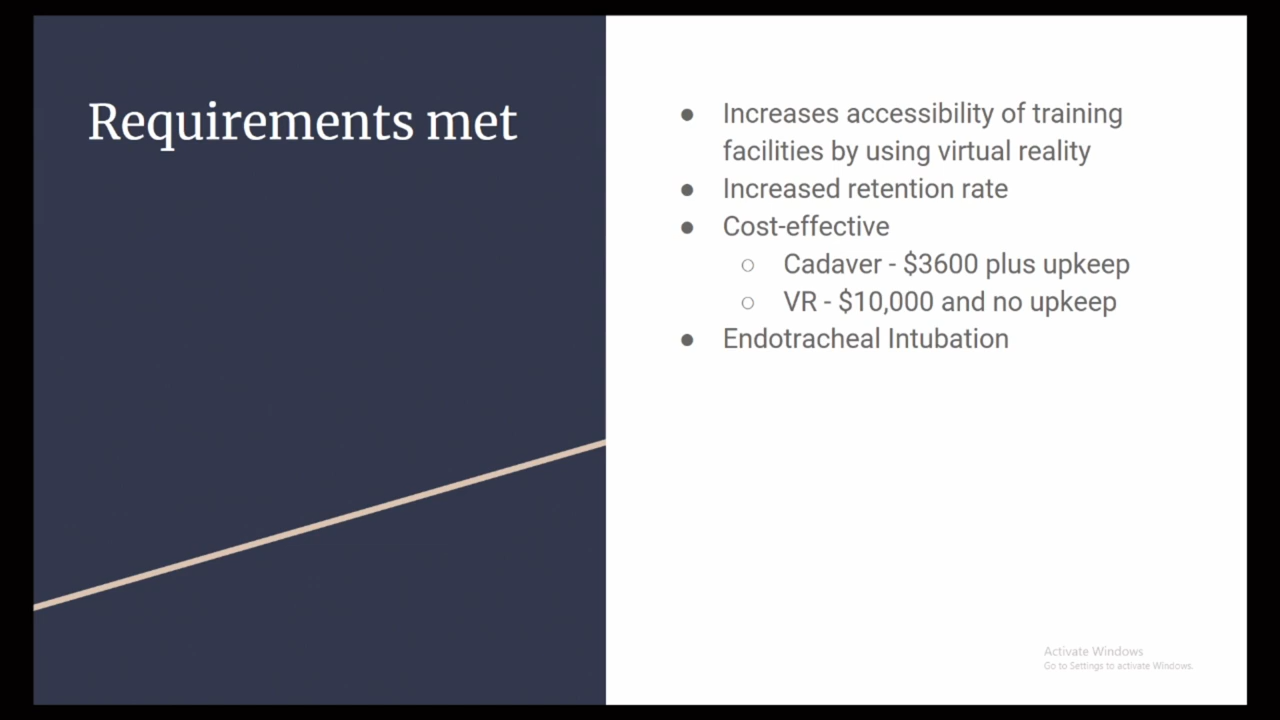 Requirements met
● Increases accessibility of training
facilities by using virtual reality
● Increased retention rate
● Cost-effective
○ Cadaver - $3600 plus upkeep
○ VR - $10,000 and no upkeep
● Endotracheal Intubation
Activate Windows
Go to Settings to activate Windows.